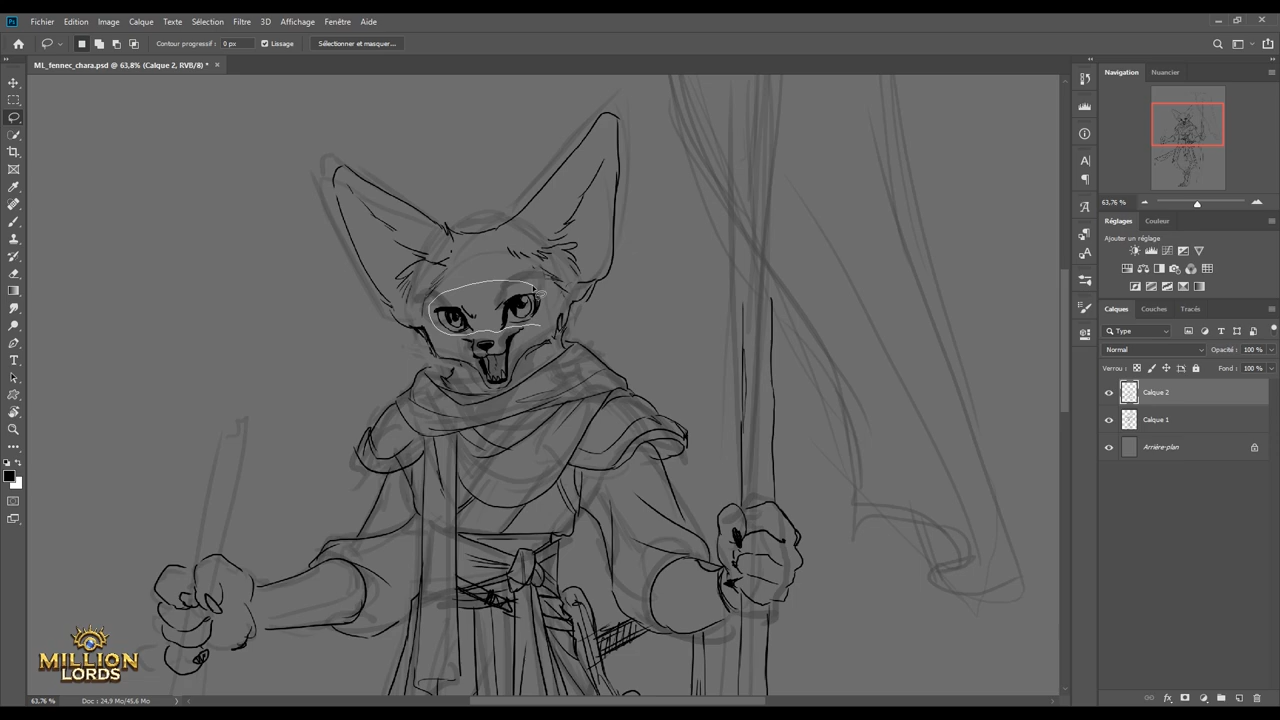 Ps Fichier Edition Image Calque Texte Sélection Filtre 3D Affichage Fenêtre Aide
Contour progressif : 0 px Lissage Sélectionner et masquer...
ML_fennec_chara.psd @ 63,8% (Calque 2, RVB/8) * ×
Navigation Nuancier
63,76 %
Réglages Couleur
Ajouter un réglage
Calques Couches Tracés
Type
Normal Opacité : 100 %
Verrou : Fond : 100 %
Calque 2
Calque 1
Arrière-plan
MILLION
LORDS
63,76 % Doc : 24,9 Mo/45,6 Mo
fx